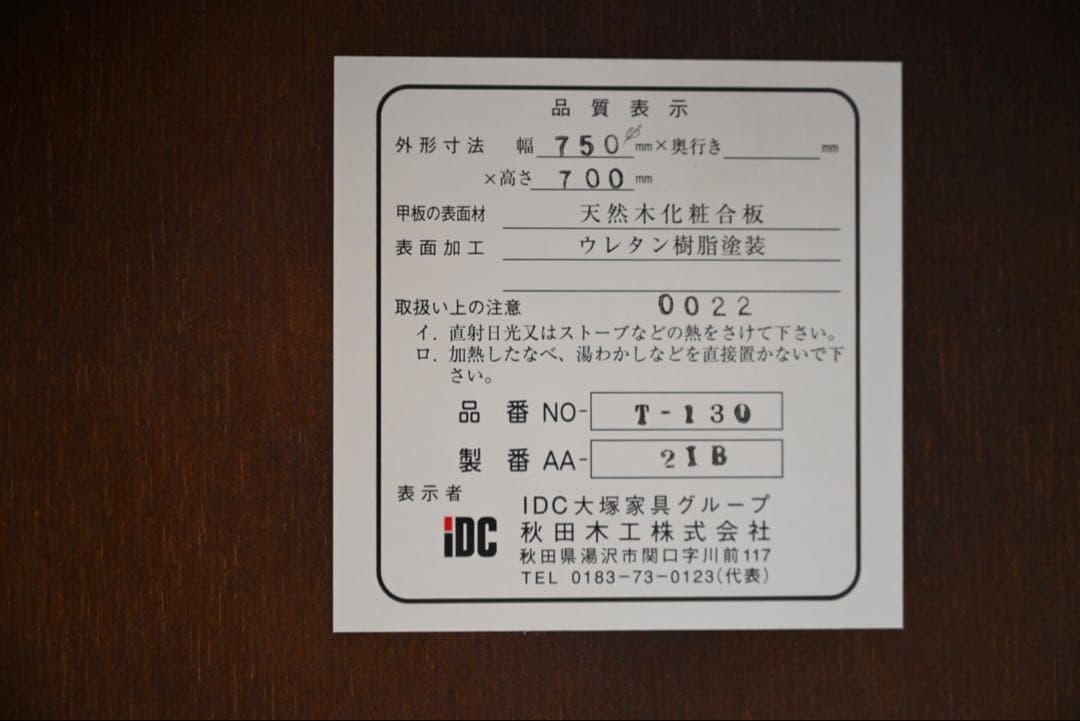 品質表示
外形寸法 幅 750φmm×奥行き mm
×高さ 700mm
甲板の表面材 天然木化粧合板
表面加工 ウレタン樹脂塗装
取扱い上の注意 0022
イ. 直射日光又はストーブなどの熱をさけて下さい。
ロ. 加熱したなべ、湯わかしなどを直接置かないで下
さい。
品番 NO- T-130
製番 AA- 21B
表示者
iDC
IDC大塚家具グループ
秋田木工株式会社
秋田県湯沢市関口字川前117
TEL 0183-73-0123(代表)